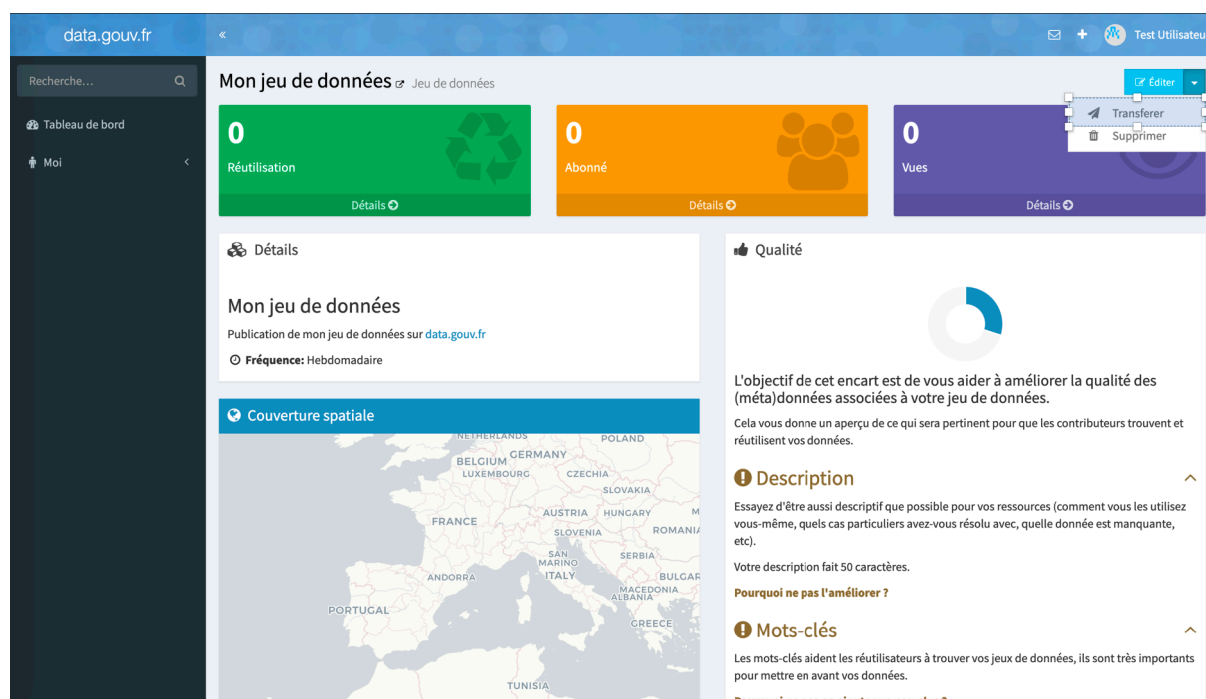 data.gouv.fr
«
Test Utilisateu
Recherche...
Tableau de bord
Moi
Mon jeu de données Jeu de données
Éditer
Transferer
Supprimer
0
Réutilisation
Détails
0
Abonné
Détails
0
Vues
Détails
Détails
Mon jeu de données
Publication de mon jeu de données sur data.gouv.fr
Fréquence: Hebdomadaire
Couverture spatiale
NETHERLANDS
POLAND
BELGIUM
GERMANY
LUXEMBOURG
CZECHIA
SLOVAKIA
FRANCE
AUSTRIA
HUNGARY
M
SLOVENIA
ROMANIA
SAN
MARINO
SERBIA
ANDORRA
ITALY
BULGAR
MACEDONIA
ALBANIA
PORTUGAL
GREECE
TUNISIA
Qualité
L'objectif de cet encart est de vous aider à améliorer la qualité des
(méta)données associées à votre jeu de données.
Cela vous donne un aperçu de ce qui sera pertinent pour que les contributeurs trouvent et
réutilisent vos données.
Description
Essayez d'être aussi descriptif que possible pour vos ressources (comment vous les utilisez
vous-même, quels cas particuliers avez-vous résolu avec, quelle donnée est manquante,
etc).
Votre description fait 50 caractères.
Pourquoi ne pas l'améliorer ?
Mots-clés
Les mots-clés aident les réutilisateurs à trouver vos jeux de données, ils sont très importants
pour mettre en avant vos données.